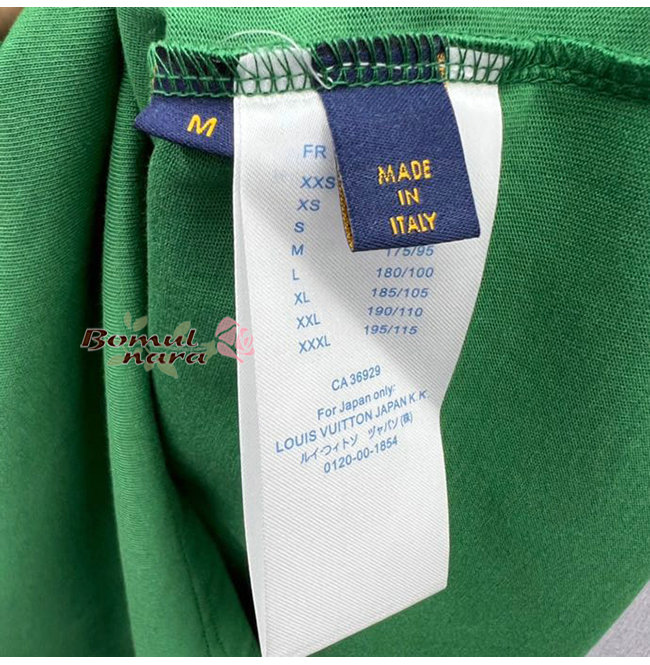 M
FR
MADE
IN
ITALY
XXS
XS
S
M 175/95
L 180/100
XL 185/105
XXL 190/110
XXXL 195/115
Bomul
nara
CA 36929
For Japan only:
LOUIS VUITTON JAPAN K.K.
ルイ・ヴィトン ジャパン(株)
0120-00-1854